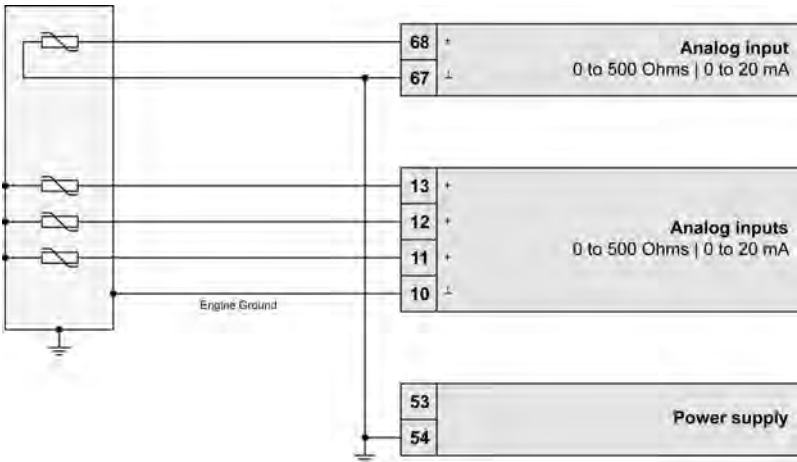 68 +
Analog input
0 to 500 Ohms | 0 to 20 mA
67 ⊥
13 +
12 +
Analog inputs
0 to 500 Ohms | 0 to 20 mA
11 +
10 ⊥
Engine Ground
53
Power supply
54